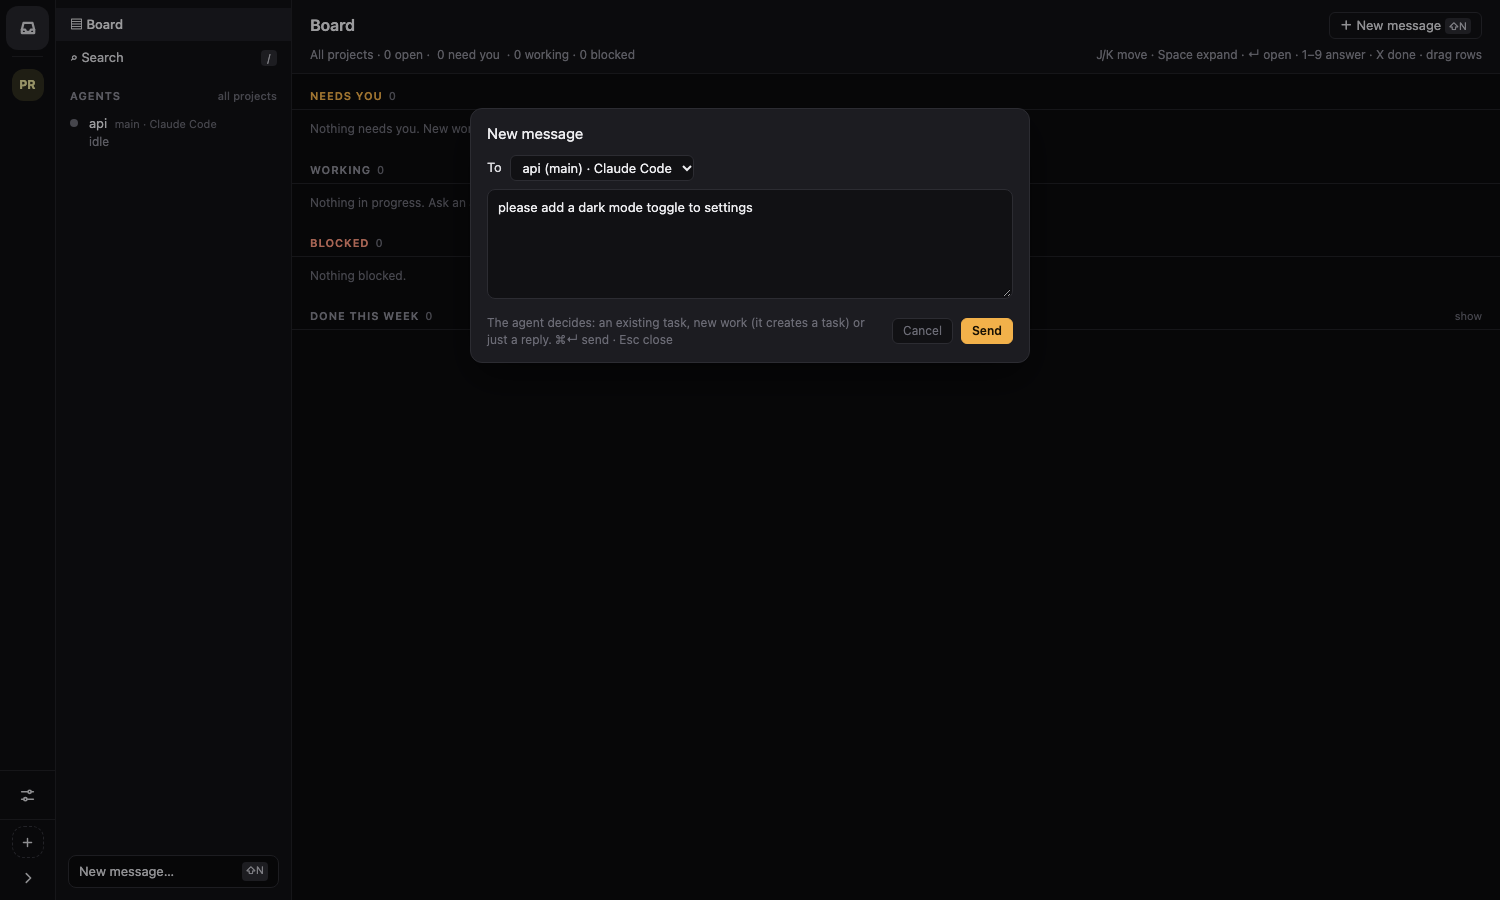 Board
Search /
PR
AGENTS all projects
api main · Claude Code
idle
New message... ⇧N
Board
+ New message ⇧N
All projects · 0 open · 0 need you · 0 working · 0 blocked
J/K move · Space expand · ↵ open · 1–9 answer · X done · drag rows
NEEDS YOU 0
Nothing needs you. New wor
WORKING 0
Nothing in progress. Ask an
BLOCKED 0
Nothing blocked.
DONE THIS WEEK 0 show
New message
To api (main) · Claude Code
please add a dark mode toggle to settings
The agent decides: an existing task, new work (it creates a task) or
just a reply. ⌘↵ send · Esc close
Cancel Send